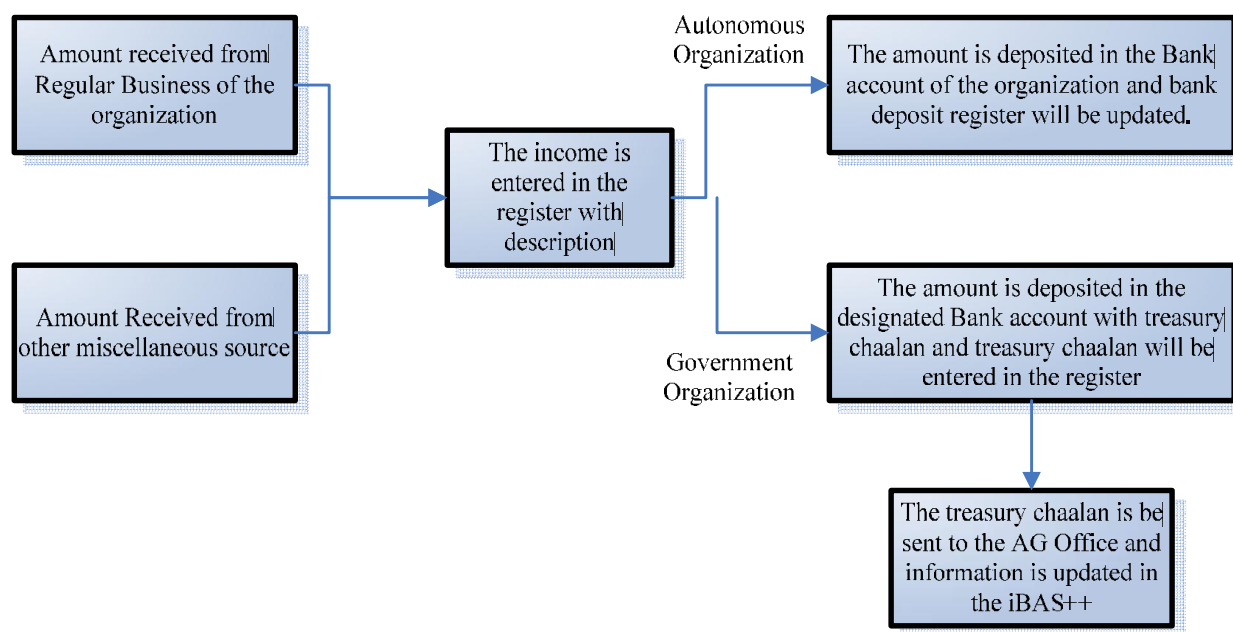 Amount received from
Regular Business of the
organization
Amount Received from
other miscellaneous source
The income is
entered in the
register with
description
Autonomous
Organization
The amount is deposited in the Bank
account of the organization and bank
deposit register will be updated.
Government
Organization
The amount is deposited in the
designated Bank account with treasury
chaalan and treasury chaalan will be
entered in the register
The treasury chaalan is be
sent to the AG Office and
information is updated in
the iBAS++